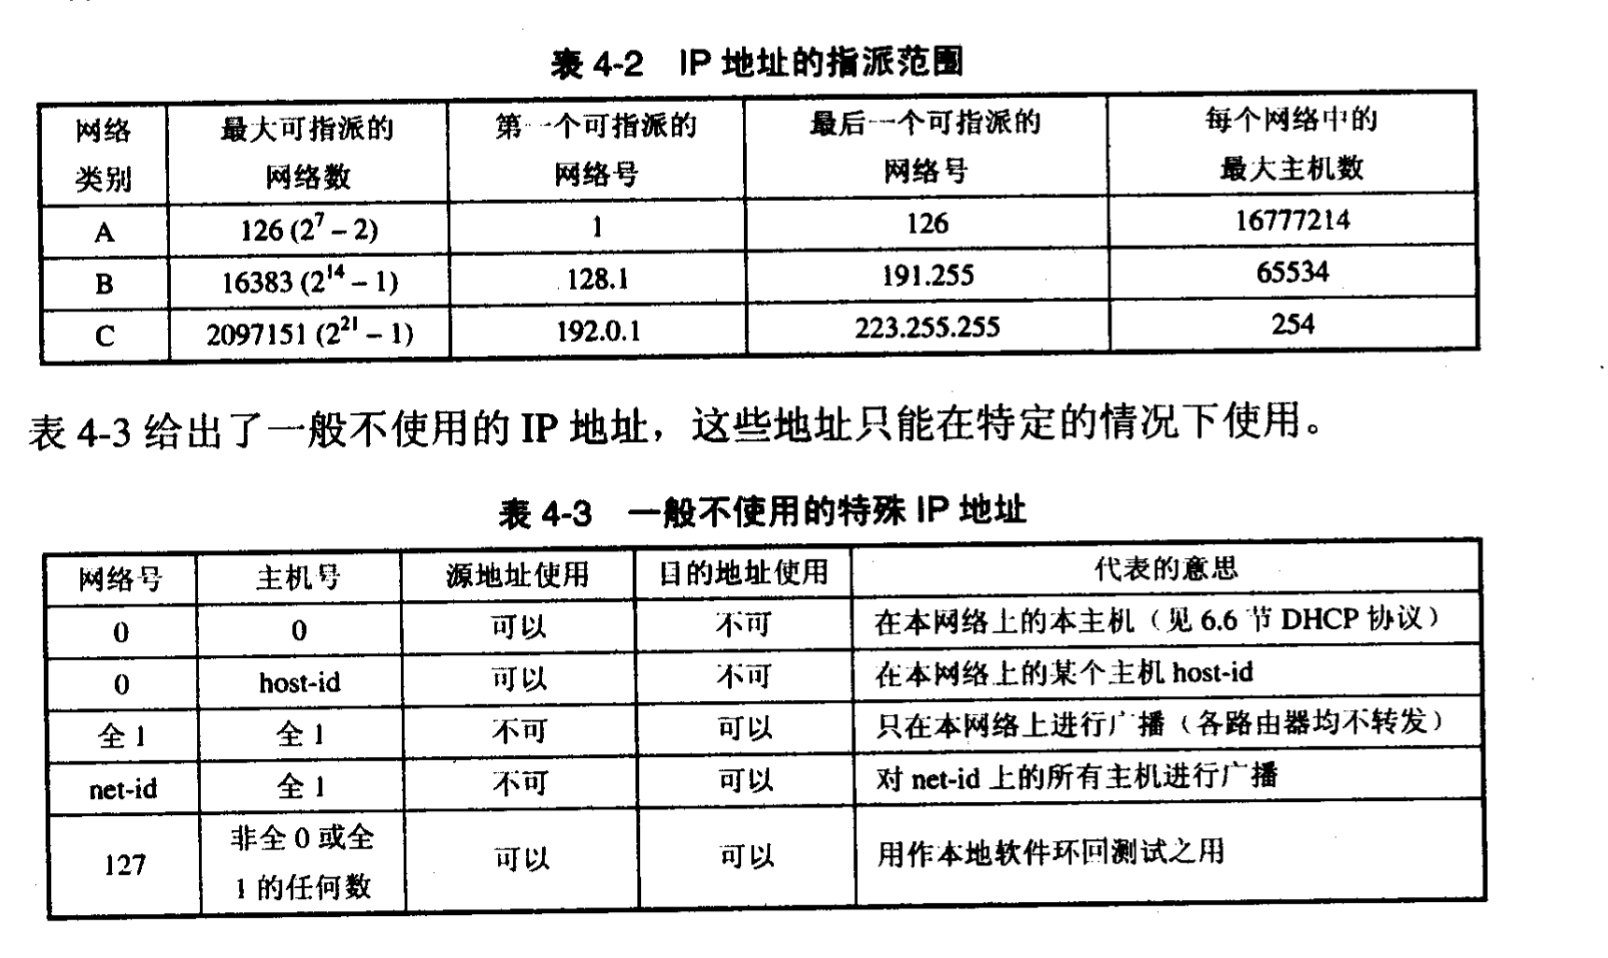 表 4-2 IP 地址的指派范围
网络类别 最大可指派的网络数 第一个可指派的网络号 最后一个可指派的网络号 每个网络中的最大主机数
A 126 (2⁷ – 2) 1 126 16777214
B 16383 (2¹⁴ – 1) 128.1 191.255 65534
C 2097151 (2²¹ – 1) 192.0.1 223.255.255 254
表 4-3 给出了一般不使用的 IP 地址，这些地址只能在特定的情况下使用。
表 4-3 一般不使用的特殊 IP 地址
网络号 主机号 源地址使用 目的地址使用 代表的意思
0 0 可以 不可 在本网络上的本主机（见 6.6 节 DHCP 协议）
0 host-id 可以 不可 在本网络上的某个主机 host-id
全 1 全 1 不可 可以 只在本网络上进行广播（各路由器均不转发）
net-id 全 1 不可 可以 对 net-id 上的所有主机进行广播
127 非全 0 或全 1 的任何数 可以 可以 用作本地软件环回测试之用